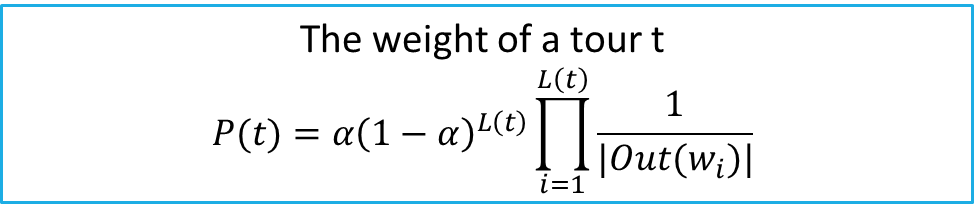 The weight of a tour t
P(t) = α(1 − α)^{L(t)} ∏_{i=1}^{L(t)} 1/|Out(w_i)|